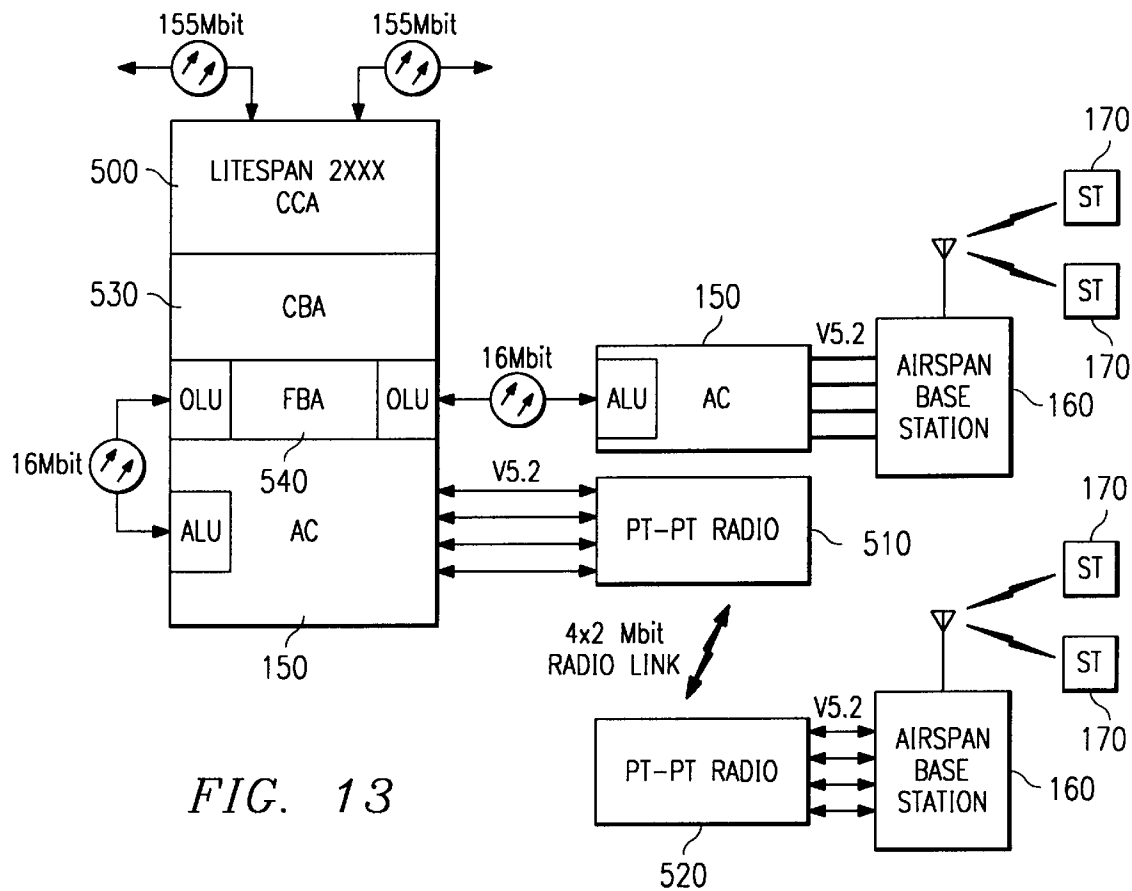 155Mbit
155Mbit
500
LITESPAN 2XXX
CCA
530
CBA
OLU
FBA
OLU
540
16Mbit
ALU
AC
150
16Mbit
150
ALU
AC
V5.2
AIRSPAN
BASE
STATION
160
170
ST
ST
170
V5.2
PT-PT RADIO
510
4x2 Mbit
RADIO LINK
PT-PT RADIO
520
V5.2
AIRSPAN
BASE
STATION
160
170
ST
ST
170
FIG. 13